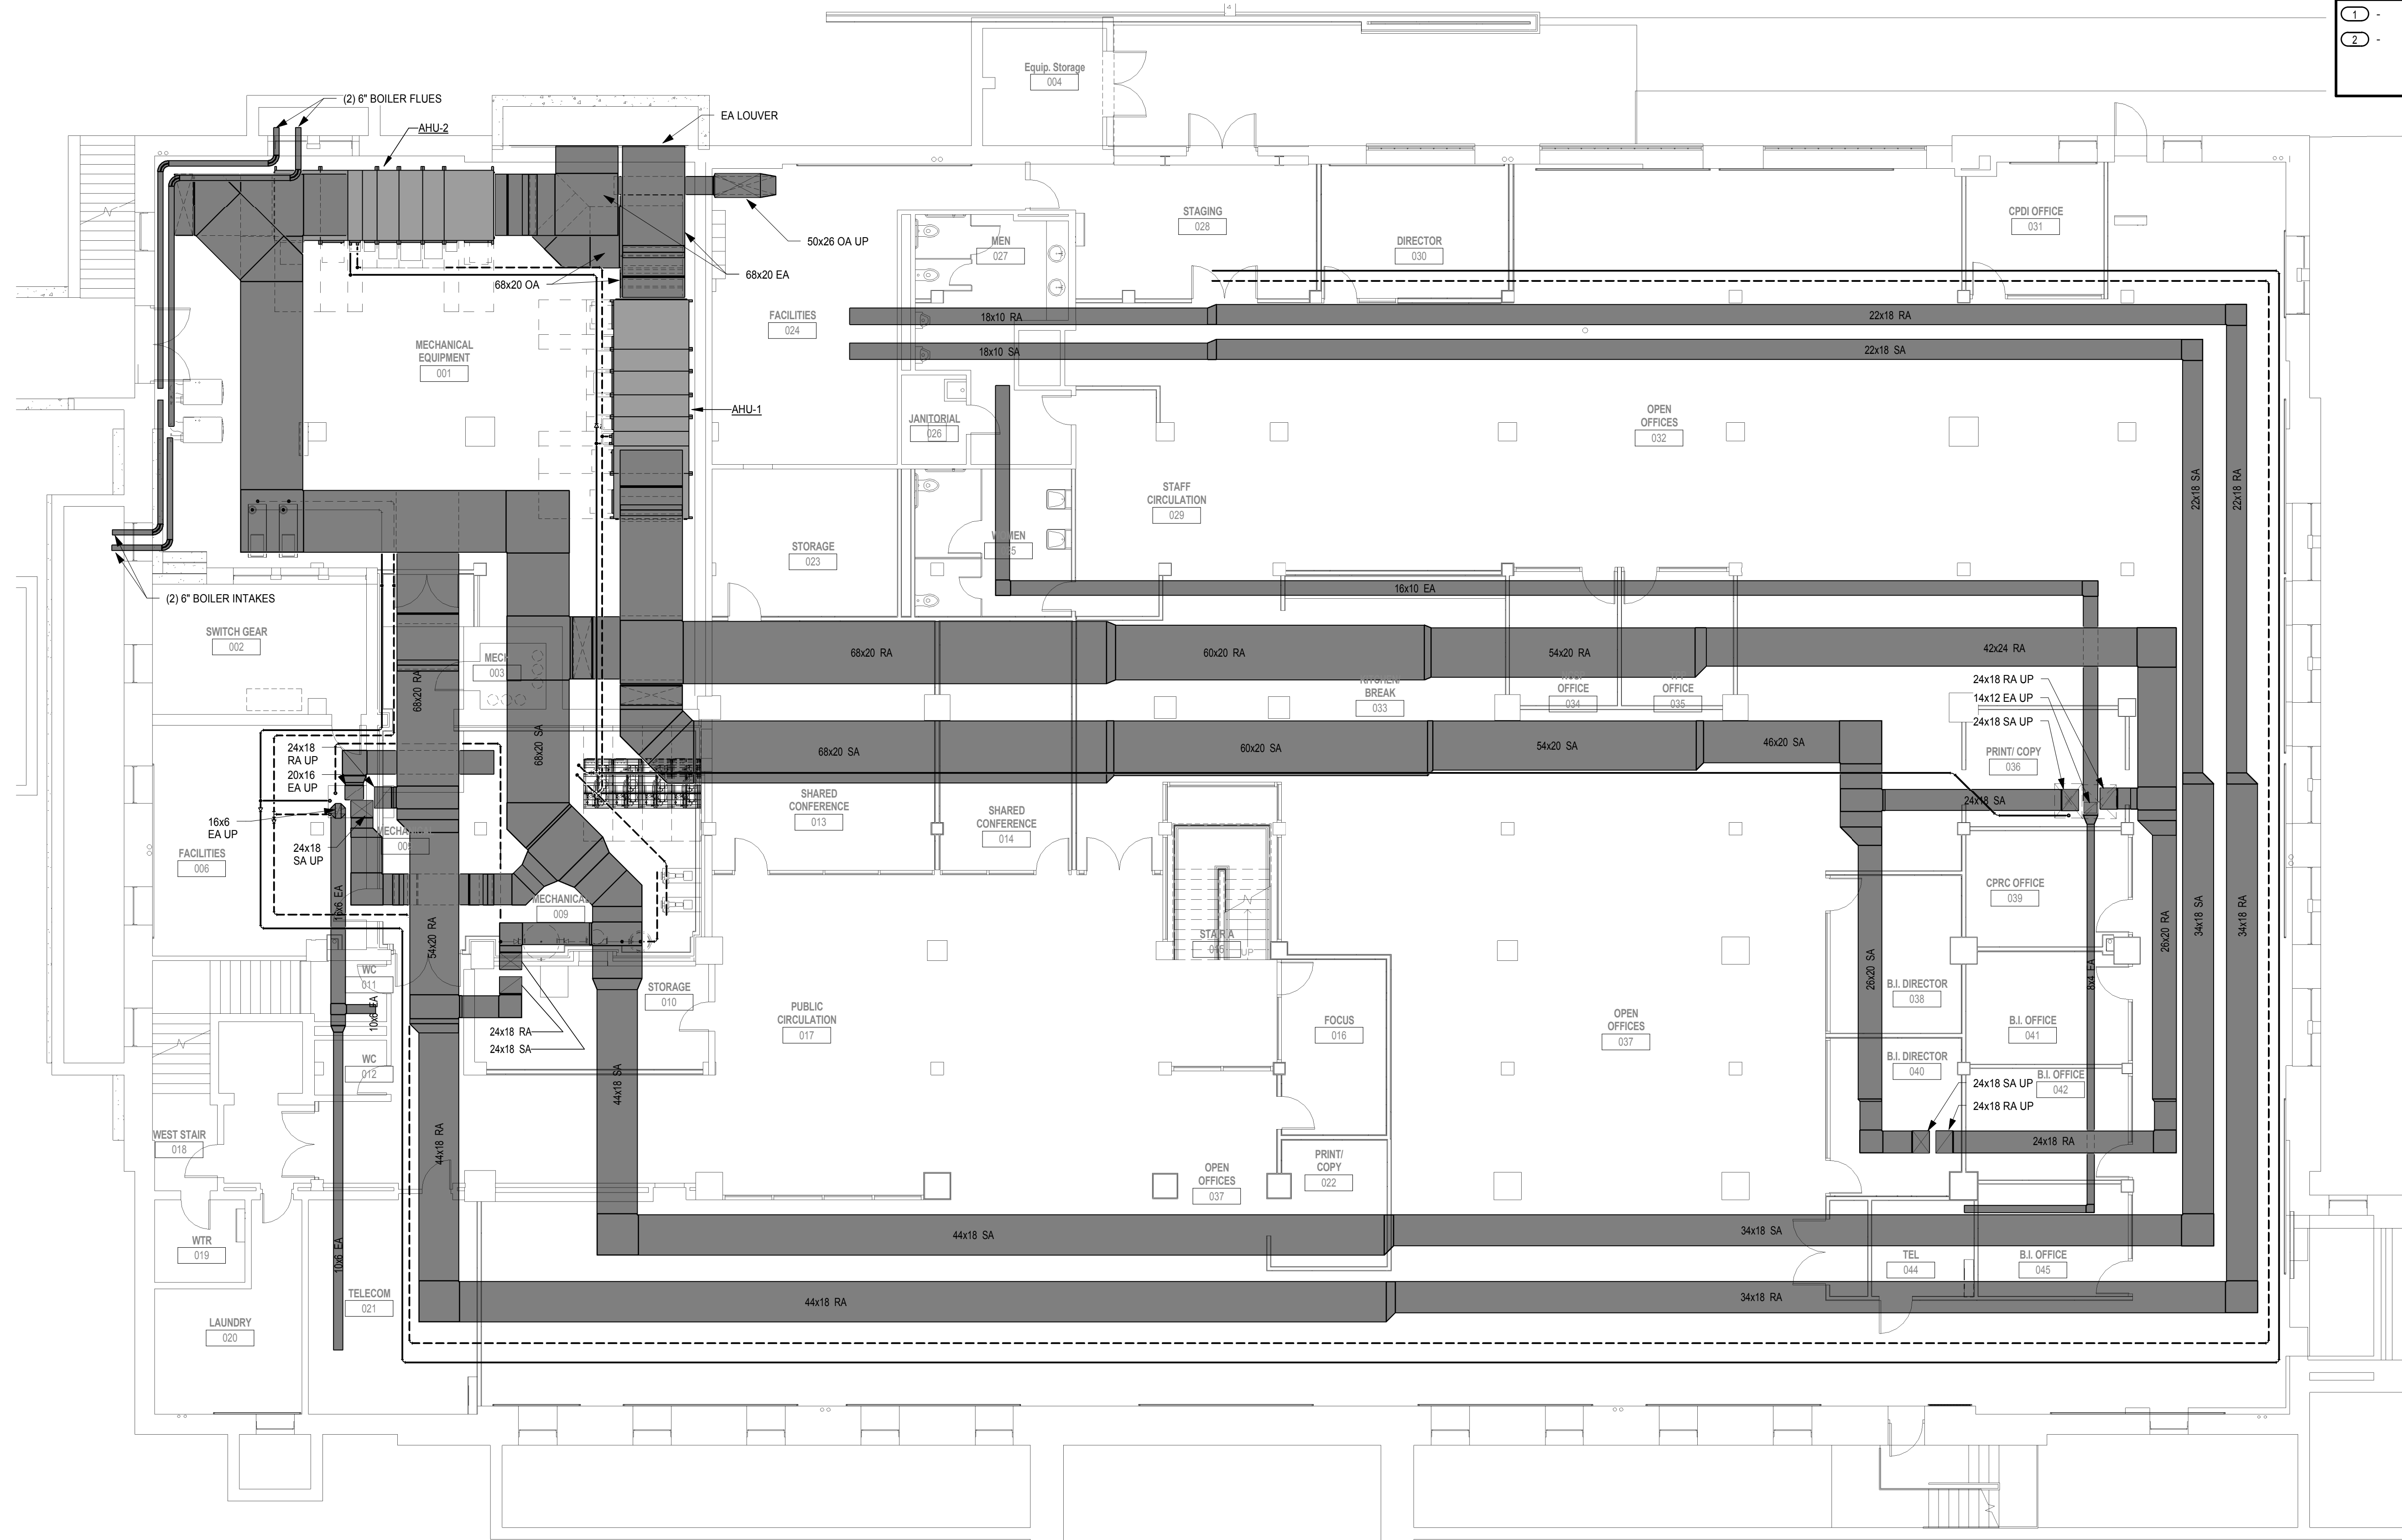 1 -
2 -
Equip. Storage
004
(2) 6" BOILER FLUES
AHU-2
EA LOUVER
50x26 OA UP
68x20 EA
68x20 OA
MECHANICAL
EQUIPMENT
001
FACILITIES
024
MEN
027
STAGING
028
DIRECTOR
030
CPDI OFFICE
031
18x10 RA
22x18 RA
18x10 SA
22x18 SA
AHU-1
JANITORIAL
026
OPEN
OFFICES
032
22x18 SA
22x18 RA
STAFF
CIRCULATION
029
STORAGE
023
16x10 EA
(2) 6" BOILER INTAKES
SWITCH GEAR
002
003
68x20 RA
68x20 SA
68x20 RA
60x20 RA
54x20 RA
42x24 RA
BREAK
033
OFFICE
034
OFFICE
035
24x18 RA UP
14x12 EA UP
24x18 SA UP
PRINT/ COPY
036
24x18
RA UP
20x16
EA UP
16x6
EA UP
24x18
SA UP
68x20 SA
60x20 SA
54x20 SA
46x20 SA
24x18 SA
SHARED
CONFERENCE
013
SHARED
CONFERENCE
014
FACILITIES
006
MECHANICAL
009
16x6 EA
54x20 RA
CPRC OFFICE
039
26x20 SA
26x20 RA
34x18 SA
34x18 RA
8x4 EA
STAIR A
UP
WC
011
10x6 EA
STORAGE
010
24x18 RA
24x18 SA
PUBLIC
CIRCULATION
017
FOCUS
016
OPEN
OFFICES
037
B.I. DIRECTOR
038
B.I. OFFICE
041
WC
012
44x18 SA
B.I. DIRECTOR
040
B.I. OFFICE
042
24x18 SA UP
24x18 RA UP
24x18 RA
WEST STAIR
018
44x18 RA
OPEN
OFFICES
037
PRINT/
COPY
022
WTR
019
10x6 EA
44x18 SA
34x18 SA
TEL
044
B.I. OFFICE
045
TELECOM
021
44x18 RA
34x18 RA
LAUNDRY
020